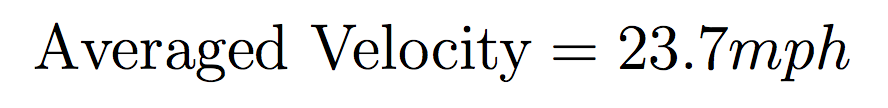 Averaged Velocity = 23.7mph